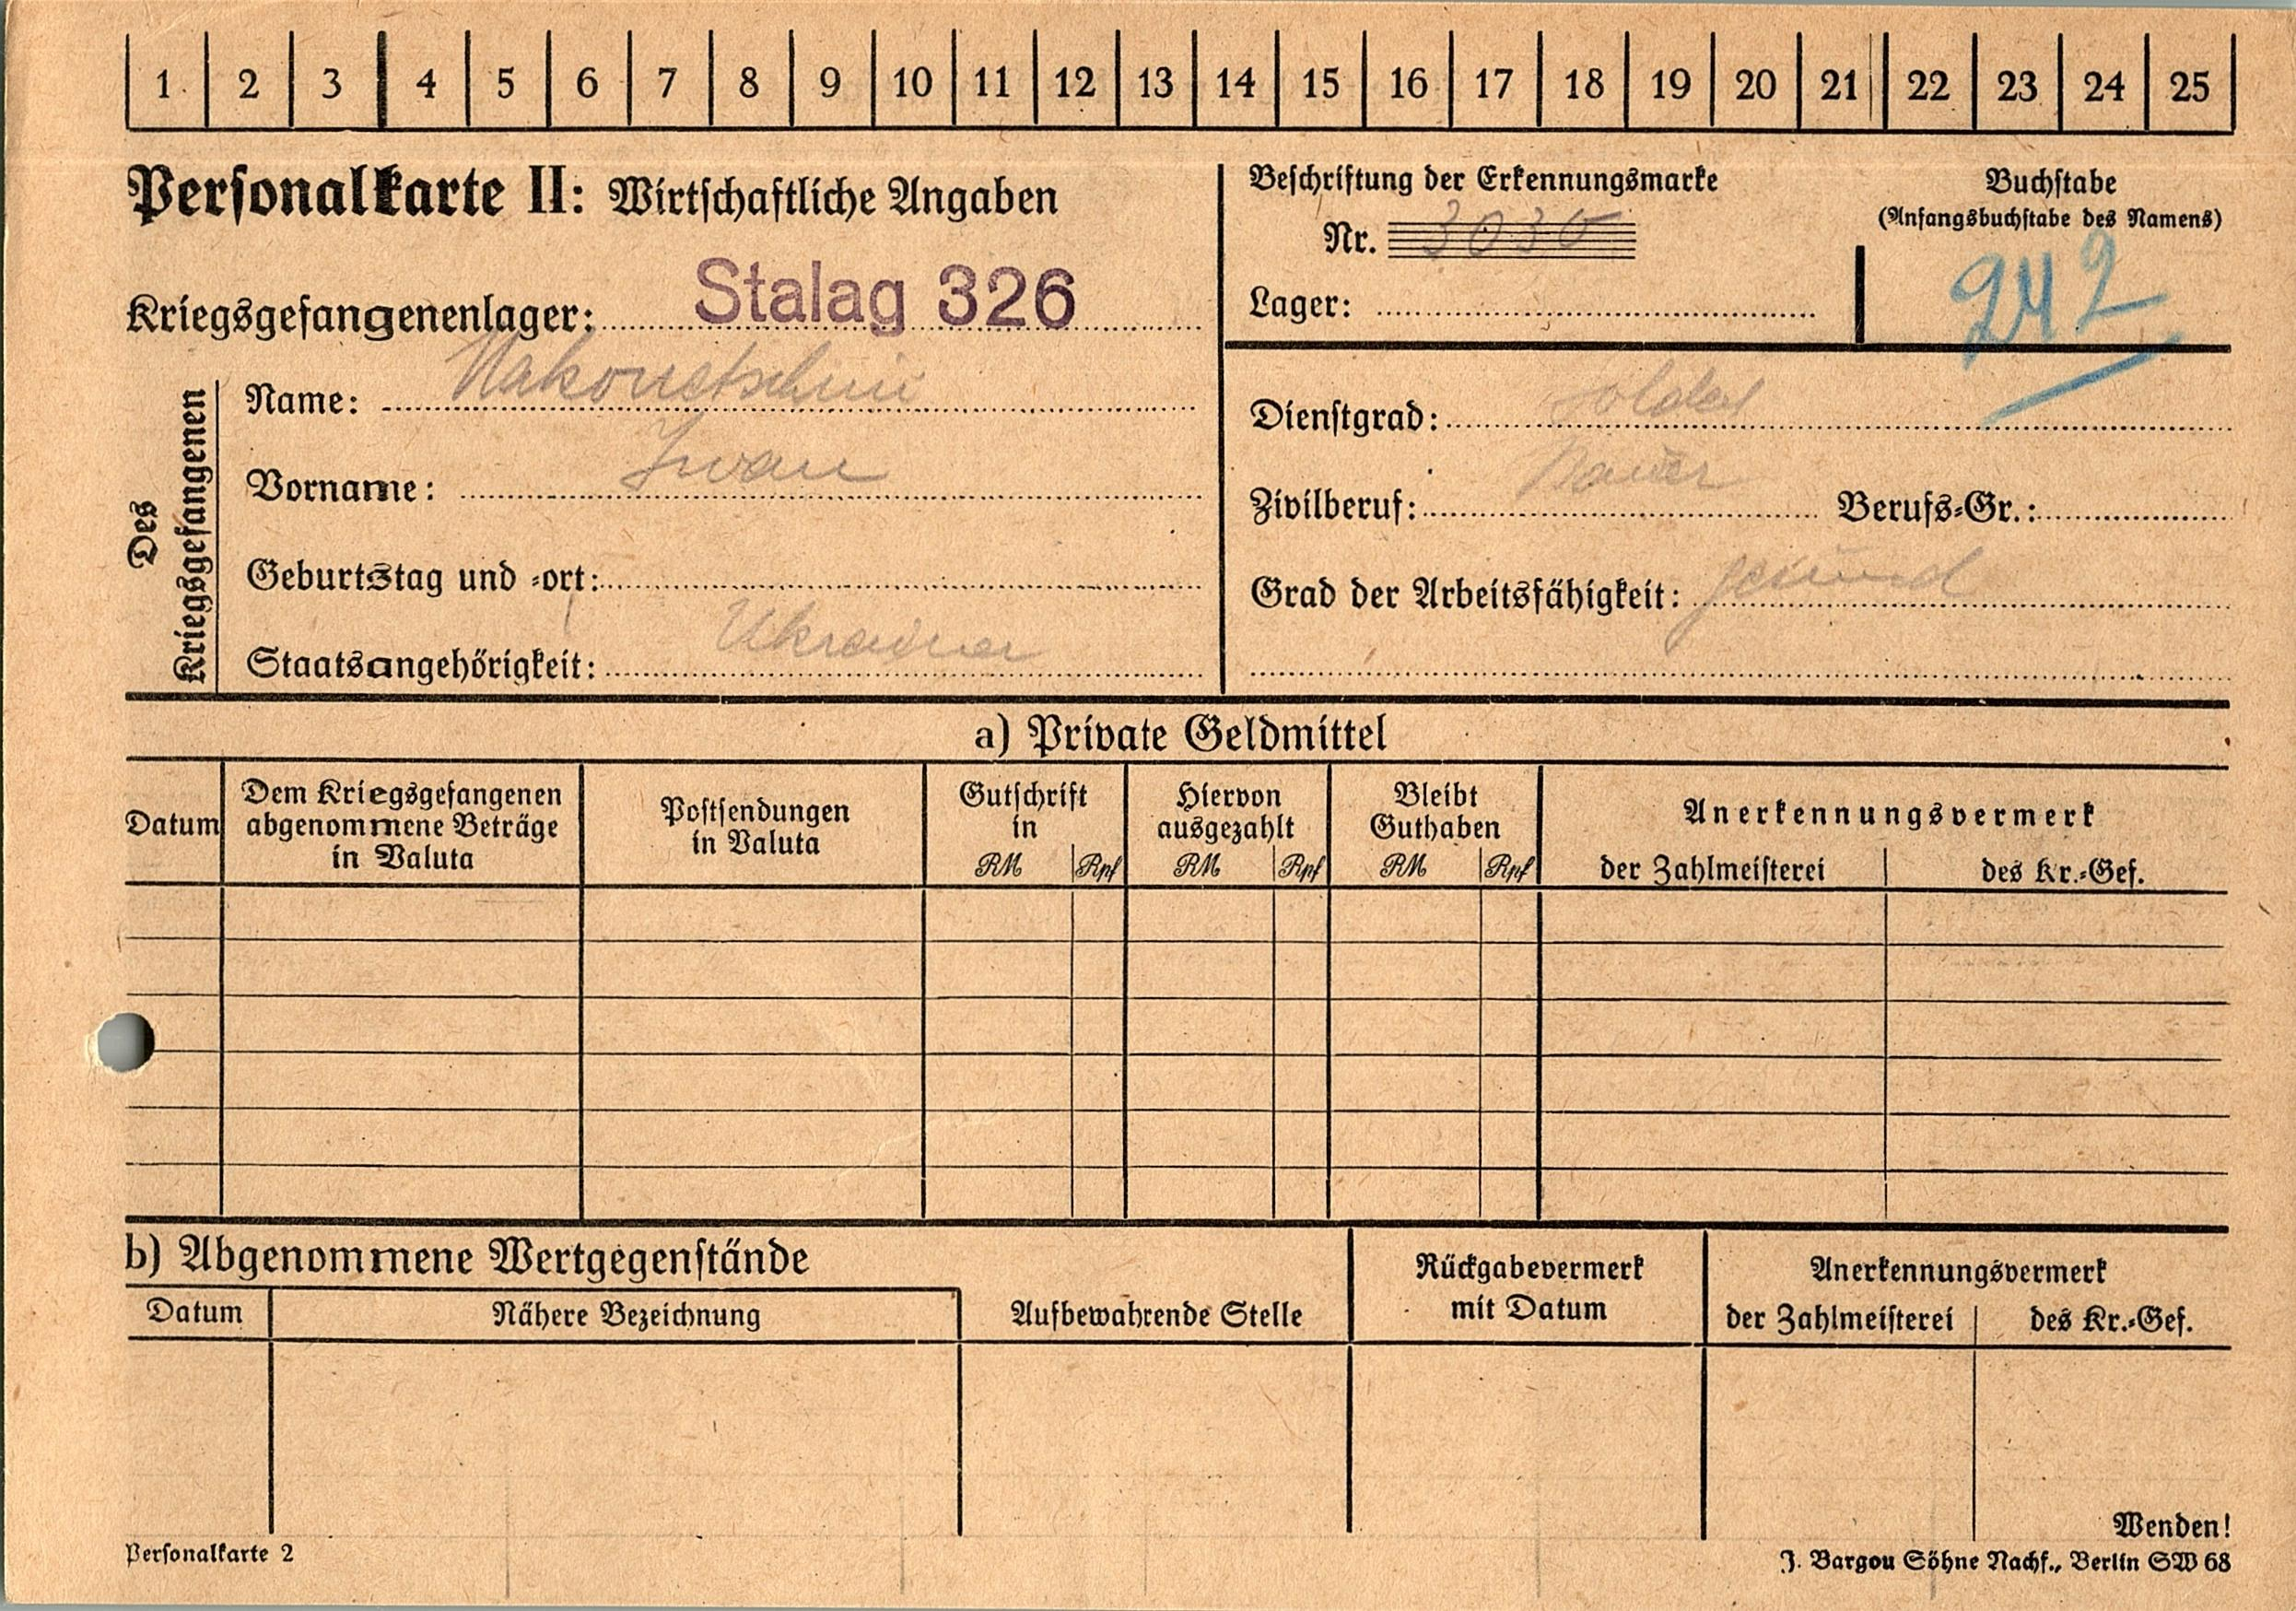 1 2 3 4 5 6 7 8 9 10 11 12 13 14 15 16 17 18 19 20 21 22 23 24 25
Personalkarte II: Wirtschaftliche Angaben
Kriegsgefangenenlager: Stalag 326
Des Kriegsgefangenen
Name: Nakonetschnii
Vorname: Iwan
Geburtstag und =ort:
Staatsangehörigkeit: Ukrainer
Beschriftung der Erkennungsmarke
Nr. 3030
Lager:
Buchstabe
(Anfangsbuchstabe des Namens)
242
Dienstgrad: Soldat
Zivilberuf: Bauer Berufs=Gr.:
Grad der Arbeitsfähigkeit: gesund
a) Private Geldmittel
Datum
Dem Kriegsgefangenen
abgenommene Beträge
in Valuta
Postsendungen
in Valuta
Gutschrift
in
RM Rpf
Hiervon
ausgezahlt
RM Rpf
Bleibt
Guthaben
RM Rpf
Anerkennungsvermerk
der Zahlmeisterei des Kr.=Gef.
b) Abgenommene Wertgegenstände
Datum Nähere Bezeichnung Aufbewahrende Stelle
Rückgabevermerk
mit Datum
Anerkennungsvermerk
der Zahlmeisterei des Kr.=Gef.
Wenden!
Personalkarte 2
J. Bargou Söhne Nachf., Berlin SW 68